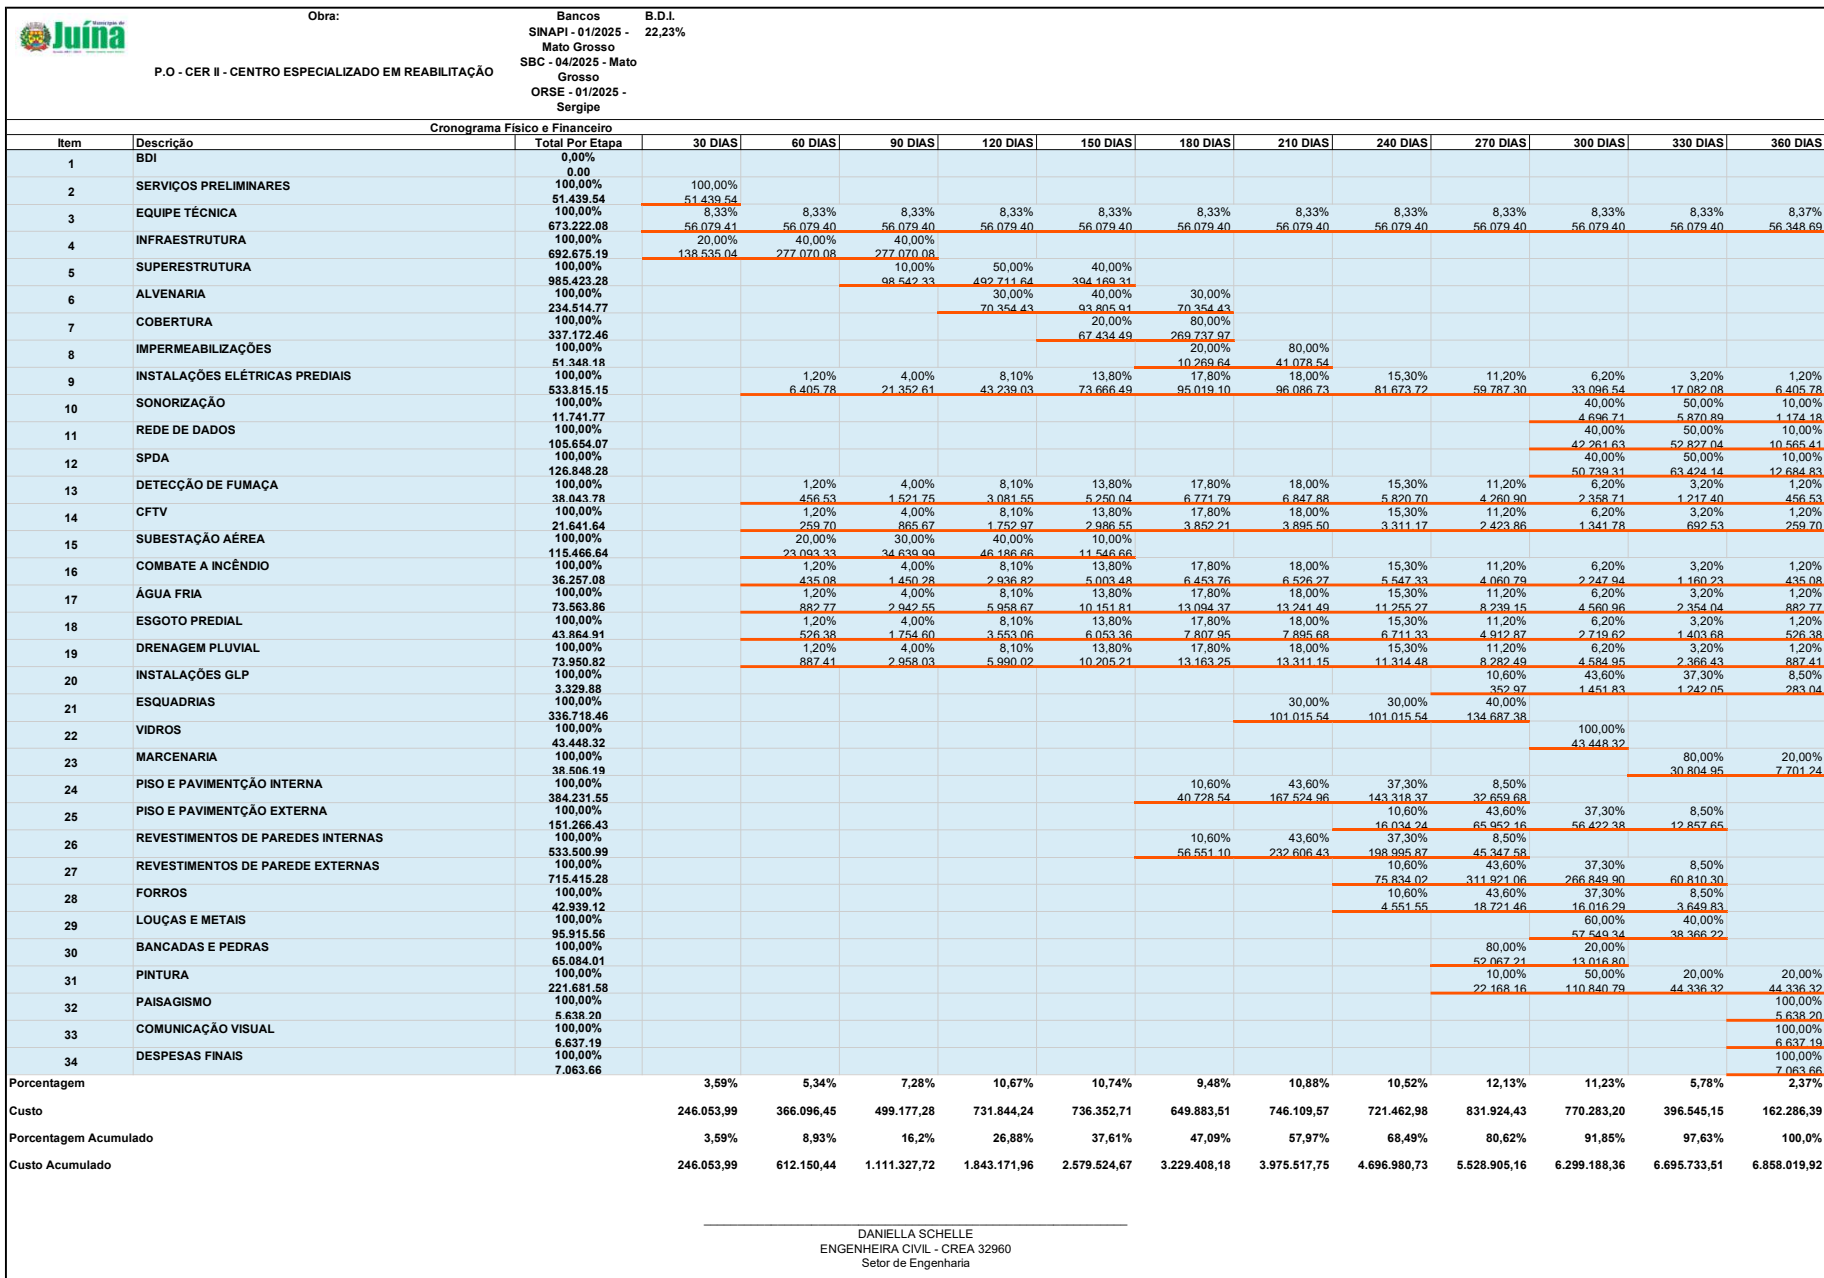 Município de
Juína
Obra:
Bancos
B.D.I.
SINAPI - 01/2025 -
22,23%
Mato Grosso
SBC - 04/2025 - Mato
P.O - CER II - CENTRO ESPECIALIZADO EM REABILITAÇÃO
Grosso
ORSE - 01/2025 -
Sergipe
Cronograma Físico e Financeiro
Item Descrição Total Por Etapa 30 DIAS 60 DIAS 90 DIAS 120 DIAS 150 DIAS 180 DIAS 210 DIAS 240 DIAS 270 DIAS 300 DIAS 330 DIAS 360 DIAS
1 BDI 0,00%
0.00
2 SERVIÇOS PRELIMINARES 100,00% 100,00%
51.439.54 51.439.54
3 EQUIPE TÉCNICA 100,00% 8,33% 8,33% 8,33% 8,33% 8,33% 8,33% 8,33% 8,33% 8,33% 8,33% 8,33% 8,37%
673.222.08 56.079.41 56.079.40 56.079.40 56.079.40 56.079.40 56.079.40 56.079.40 56.079.40 56.079.40 56.079.40 56.079.40 56.348.69
4 INFRAESTRUTURA 100,00% 20,00% 40,00% 40,00%
692.675.19 138.535.04 277.070.08 277.070.08
5 SUPERESTRUTURA 100,00% 10,00% 50,00% 40,00%
985.423.28 98.542.33 492.711.64 394.169.31
6 ALVENARIA 100,00% 30,00% 40,00% 30,00%
234.514.77 70.354.43 93.805.91 70.354.43
7 COBERTURA 100,00% 20,00% 80,00%
337.172.46 67.434.49 269.737.97
8 IMPERMEABILIZAÇÕES 100,00% 20,00% 80,00%
51.348.18 10.269.64 41.078.54
9 INSTALAÇÕES ELÉTRICAS PREDIAIS 100,00% 1,20% 4,00% 8,10% 13,80% 17,80% 18,00% 15,30% 11,20% 6,20% 3,20% 1,20%
533.815.15 6.405.78 21.352.61 43.239.03 73.666.49 95.019.10 96.086.73 81.673.72 59.787.30 33.096.54 17.082.08 6.405.78
10 SONORIZAÇÃO 100,00% 40,00% 50,00% 10,00%
11.741.77 4.696.71 5.870.89 1.174.18
11 REDE DE DADOS 100,00% 40,00% 50,00% 10,00%
105.654.07 42.261.63 52.827.04 10.565.41
12 SPDA 100,00% 40,00% 50,00% 10,00%
126.848.28 50.739.31 63.424.14 12.684.83
13 DETECÇÃO DE FUMAÇA 100,00% 1,20% 4,00% 8,10% 13,80% 17,80% 18,00% 15,30% 11,20% 6,20% 3,20% 1,20%
38.043.78 456.53 1.521.75 3.081.55 5.250.04 6.771.79 6.847.88 5.820.70 4.260.90 2.358.71 1.217.40 456.53
14 CFTV 100,00% 1,20% 4,00% 8,10% 13,80% 17,80% 18,00% 15,30% 11,20% 6,20% 3,20% 1,20%
21.641.64 259.70 865.67 1.752.97 2.986.55 3.852.21 3.895.50 3.311.17 2.423.86 1.341.78 692.53 259.70
15 SUBESTAÇÃO AÉREA 100,00% 20,00% 30,00% 40,00% 10,00%
115.466.64 23.093.33 34.639.99 46.186.66 11.546.66
16 COMBATE A INCÊNDIO 100,00% 1,20% 4,00% 8,10% 13,80% 17,80% 18,00% 15,30% 11,20% 6,20% 3,20% 1,20%
36.257.08 435.08 1.450.28 2.936.82 5.003.48 6.453.76 6.526.27 5.547.33 4.060.79 2.247.94 1.160.23 435.08
17 ÁGUA FRIA 100,00% 1,20% 4,00% 8,10% 13,80% 17,80% 18,00% 15,30% 11,20% 6,20% 3,20% 1,20%
73.563.86 882.77 2.942.55 5.958.67 10.151.81 13.094.37 13.241.49 11.255.27 8.239.15 4.560.96 2.354.04 882.77
18 ESGOTO PREDIAL 100,00% 1,20% 4,00% 8,10% 13,80% 17,80% 18,00% 15,30% 11,20% 6,20% 3,20% 1,20%
43.864.91 526.38 1.754.60 3.553.06 6.053.36 7.807.95 7.895.68 6.711.33 4.912.87 2.719.62 1.403.68 526.38
19 DRENAGEM PLUVIAL 100,00% 1,20% 4,00% 8,10% 13,80% 17,80% 18,00% 15,30% 11,20% 6,20% 3,20% 1,20%
73.950.82 887.41 2.958.03 5.990.02 10.205.21 13.163.25 13.311.15 11.314.48 8.282.49 4.584.95 2.366.43 887.41
20 INSTALAÇÕES GLP 100,00% 10,60% 43,60% 37,30% 8,50%
3.329.88 352.97 1.451.83 1.242.05 283.04
21 ESQUADRIAS 100,00% 30,00% 30,00% 40,00%
336.718.46 101.015.54 101.015.54 134.687.38
22 VIDROS 100,00% 100,00%
43.448.32 43.448.32
23 MARCENARIA 100,00% 80,00% 20,00%
38.506.19 30.804.95 7.701.24
24 PISO E PAVIMENTÇÃO INTERNA 100,00% 10,60% 43,60% 37,30% 8,50%
384.231.55 40.728.54 167.524.96 143.318.37 32.659.68
25 PISO E PAVIMENTÇÃO EXTERNA 100,00% 10,60% 43,60% 37,30% 8,50%
151.266.43 16.034.24 65.952.16 56.422.38 12.857.65
26 REVESTIMENTOS DE PAREDES INTERNAS 100,00% 10,60% 43,60% 37,30% 8,50%
533.500.99 56.551.10 232.606.43 198.995.87 45.347.58
27 REVESTIMENTOS DE PAREDE EXTERNAS 100,00% 10,60% 43,60% 37,30% 8,50%
715.415.28 75.834.02 311.921.06 266.849.90 60.810.30
28 FORROS 100,00% 10,60% 43,60% 37,30% 8,50%
42.939.12 4.551.55 18.721.46 16.016.29 3.649.83
29 LOUÇAS E METAIS 100,00% 60,00% 40,00%
95.915.56 57.549.34 38.366.22
30 BANCADAS E PEDRAS 100,00% 80,00% 20,00%
65.084.01 52.067.21 13.016.80
31 PINTURA 100,00% 10,00% 50,00% 20,00% 20,00%
221.681.58 22.168.16 110.840.79 44.336.32 44.336.32
32 PAISAGISMO 100,00% 100,00%
5.638.20 5.638.20
33 COMUNICAÇÃO VISUAL 100,00% 100,00%
6.637.19 6.637.19
34 DESPESAS FINAIS 100,00% 100,00%
7.063.66 7.063.66
Porcentagem 3,59% 5,34% 7,28% 10,67% 10,74% 9,48% 10,88% 10,52% 12,13% 11,23% 5,78% 2,37%
Custo 246.053,99 366.096,45 499.177,28 731.844,24 736.352,71 649.883,51 746.109,57 721.462,98 831.924,43 770.283,20 396.545,15 162.286,39
Porcentagem Acumulado 3,59% 8,93% 16,2% 26,88% 37,61% 47,09% 57,97% 68,49% 80,62% 91,85% 97,63% 100,0%
Custo Acumulado 246.053,99 612.150,44 1.111.327,72 1.843.171,96 2.579.524,67 3.229.408,18 3.975.517,75 4.696.980,73 5.528.905,16 6.299.188,36 6.695.733,51 6.858.019,92
DANIELLA SCHELLE
ENGENHEIRA CIVIL - CREA 32960
Setor de Engenharia